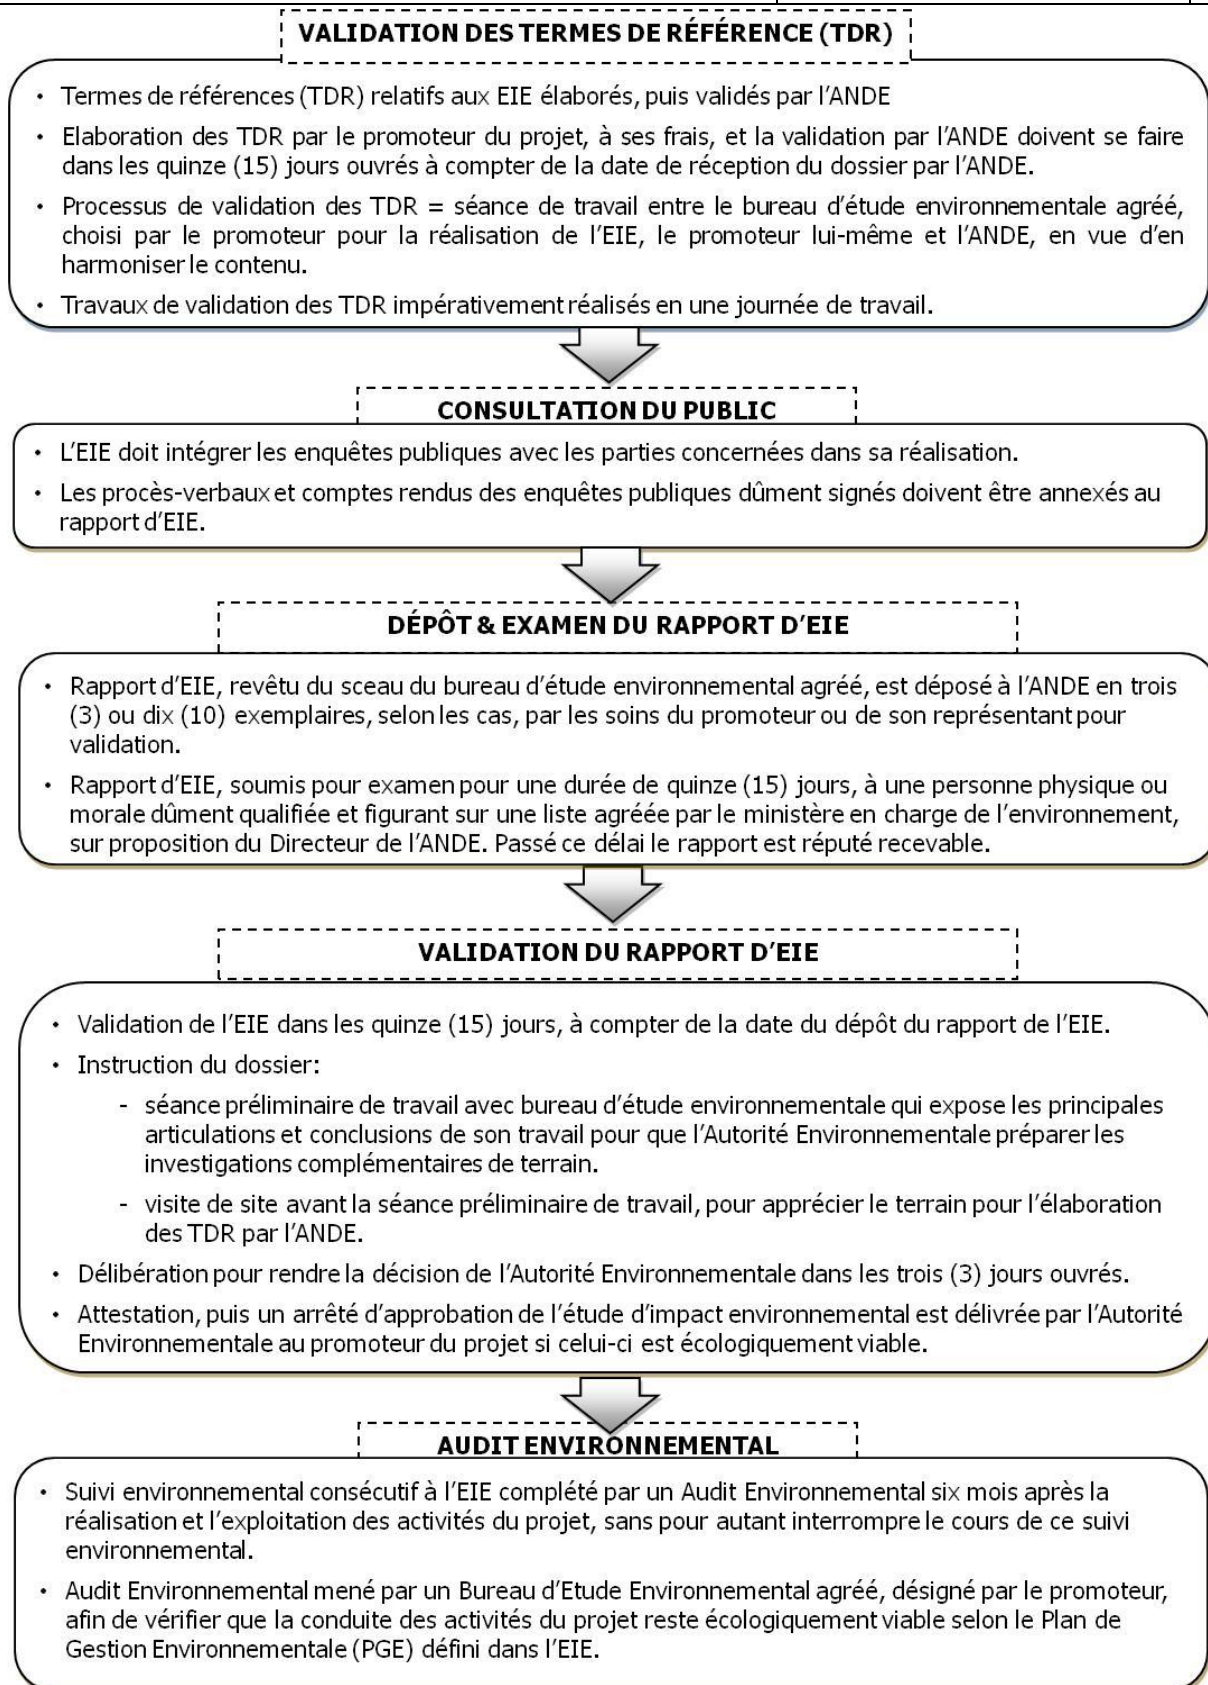 VALIDATION DES TERMES DE RÉFÉRENCE (TDR)
• Termes de références (TDR) relatifs aux EIE élaborés, puis validés par l'ANDE
• Elaboration des TDR par le promoteur du projet, à ses frais, et la validation par l'ANDE doivent se faire
dans les quinze (15) jours ouvrés à compter de la date de réception du dossier par l'ANDE.
• Processus de validation des TDR = séance de travail entre le bureau d'étude environnementale agréé,
choisi par le promoteur pour la réalisation de l'EIE, le promoteur lui-même et l'ANDE, en vue d'en
harmoniser le contenu.
• Travaux de validation des TDR impérativement réalisés en une journée de travail.
CONSULTATION DU PUBLIC
• L'EIE doit intégrer les enquêtes publiques avec les parties concernées dans sa réalisation.
• Les procès-verbaux et comptes rendus des enquêtes publiques dûment signés doivent être annexés au
rapport d'EIE.
DÉPÔT & EXAMEN DU RAPPORT D'EIE
• Rapport d'EIE, revêtu du sceau du bureau d'étude environnemental agréé, est déposé à l'ANDE en trois
(3) ou dix (10) exemplaires, selon les cas, par les soins du promoteur ou de son représentant pour
validation.
• Rapport d'EIE, soumis pour examen pour une durée de quinze (15) jours, à une personne physique ou
morale dûment qualifiée et figurant sur une liste agréée par le ministère en charge de l'environnement,
sur proposition du Directeur de l'ANDE. Passé ce délai le rapport est réputé recevable.
VALIDATION DU RAPPORT D'EIE
• Validation de l'EIE dans les quinze (15) jours, à compter de la date du dépôt du rapport de l'EIE.
• Instruction du dossier:
- séance préliminaire de travail avec bureau d'étude environnementale qui expose les principales
articulations et conclusions de son travail pour que l'Autorité Environnementale préparer les
investigations complémentaires de terrain.
- visite de site avant la séance préliminaire de travail, pour apprécier le terrain pour l'élaboration
des TDR par l'ANDE.
• Délibération pour rendre la décision de l'Autorité Environnementale dans les trois (3) jours ouvrés.
• Attestation, puis un arrêté d'approbation de l'étude d'impact environnemental est délivrée par l'Autorité
Environnementale au promoteur du projet si celui-ci est écologiquement viable.
AUDIT ENVIRONNEMENTAL
• Suivi environnemental consécutif à l'EIE complété par un Audit Environnemental six mois après la
réalisation et l'exploitation des activités du projet, sans pour autant interrompre le cours de ce suivi
environnemental.
• Audit Environnemental mené par un Bureau d'Etude Environnemental agréé, désigné par le promoteur,
afin de vérifier que la conduite des activités du projet reste écologiquement viable selon le Plan de
Gestion Environnementale (PGE) défini dans l'EIE.